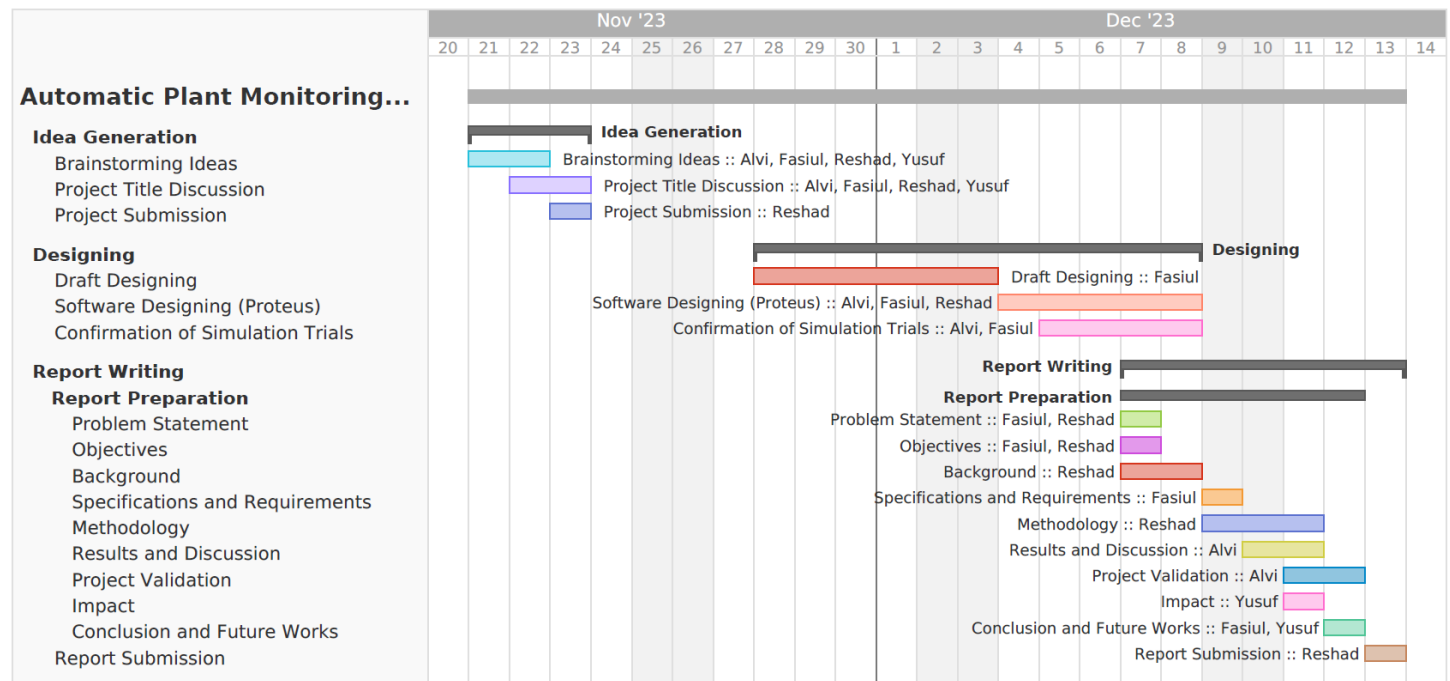 Nov '23 Dec '23
20 21 22 23 24 25 26 27 28 29 30 1 2 3 4 5 6 7 8 9 10 11 12 13 14
Automatic Plant Monitoring...
Idea Generation Idea Generation
Brainstorming Ideas Brainstorming Ideas :: Alvi, Fasiul, Reshad, Yusuf
Project Title Discussion Project Title Discussion :: Alvi, Fasiul, Reshad, Yusuf
Project Submission Project Submission :: Reshad
Designing Designing
Draft Designing Draft Designing :: Fasiul
Software Designing (Proteus) Software Designing (Proteus) :: Alvi, Fasiul, Reshad
Confirmation of Simulation Trials Confirmation of Simulation Trials :: Alvi, Fasiul
Report Writing Report Writing
Report Preparation Report Preparation
Problem Statement Problem Statement :: Fasiul, Reshad
Objectives Objectives :: Fasiul, Reshad
Background Background :: Reshad
Specifications and Requirements Specifications and Requirements :: Fasiul
Methodology Methodology :: Reshad
Results and Discussion Results and Discussion :: Alvi
Project Validation Project Validation :: Alvi
Impact Impact :: Yusuf
Conclusion and Future Works Conclusion and Future Works :: Fasiul, Yusuf
Report Submission Report Submission :: Reshad